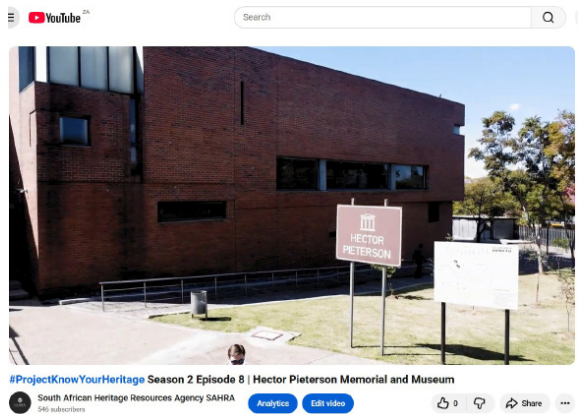 YouTube ZA
Search
HECTOR
PIETERSON
#ProjectKnowYourHeritage Season 2 Episode 8 | Hector Pieterson Memorial and Museum
South African Heritage Resources Agency SAHRA
546 subscribers
Analytics
Edit video
0
Share